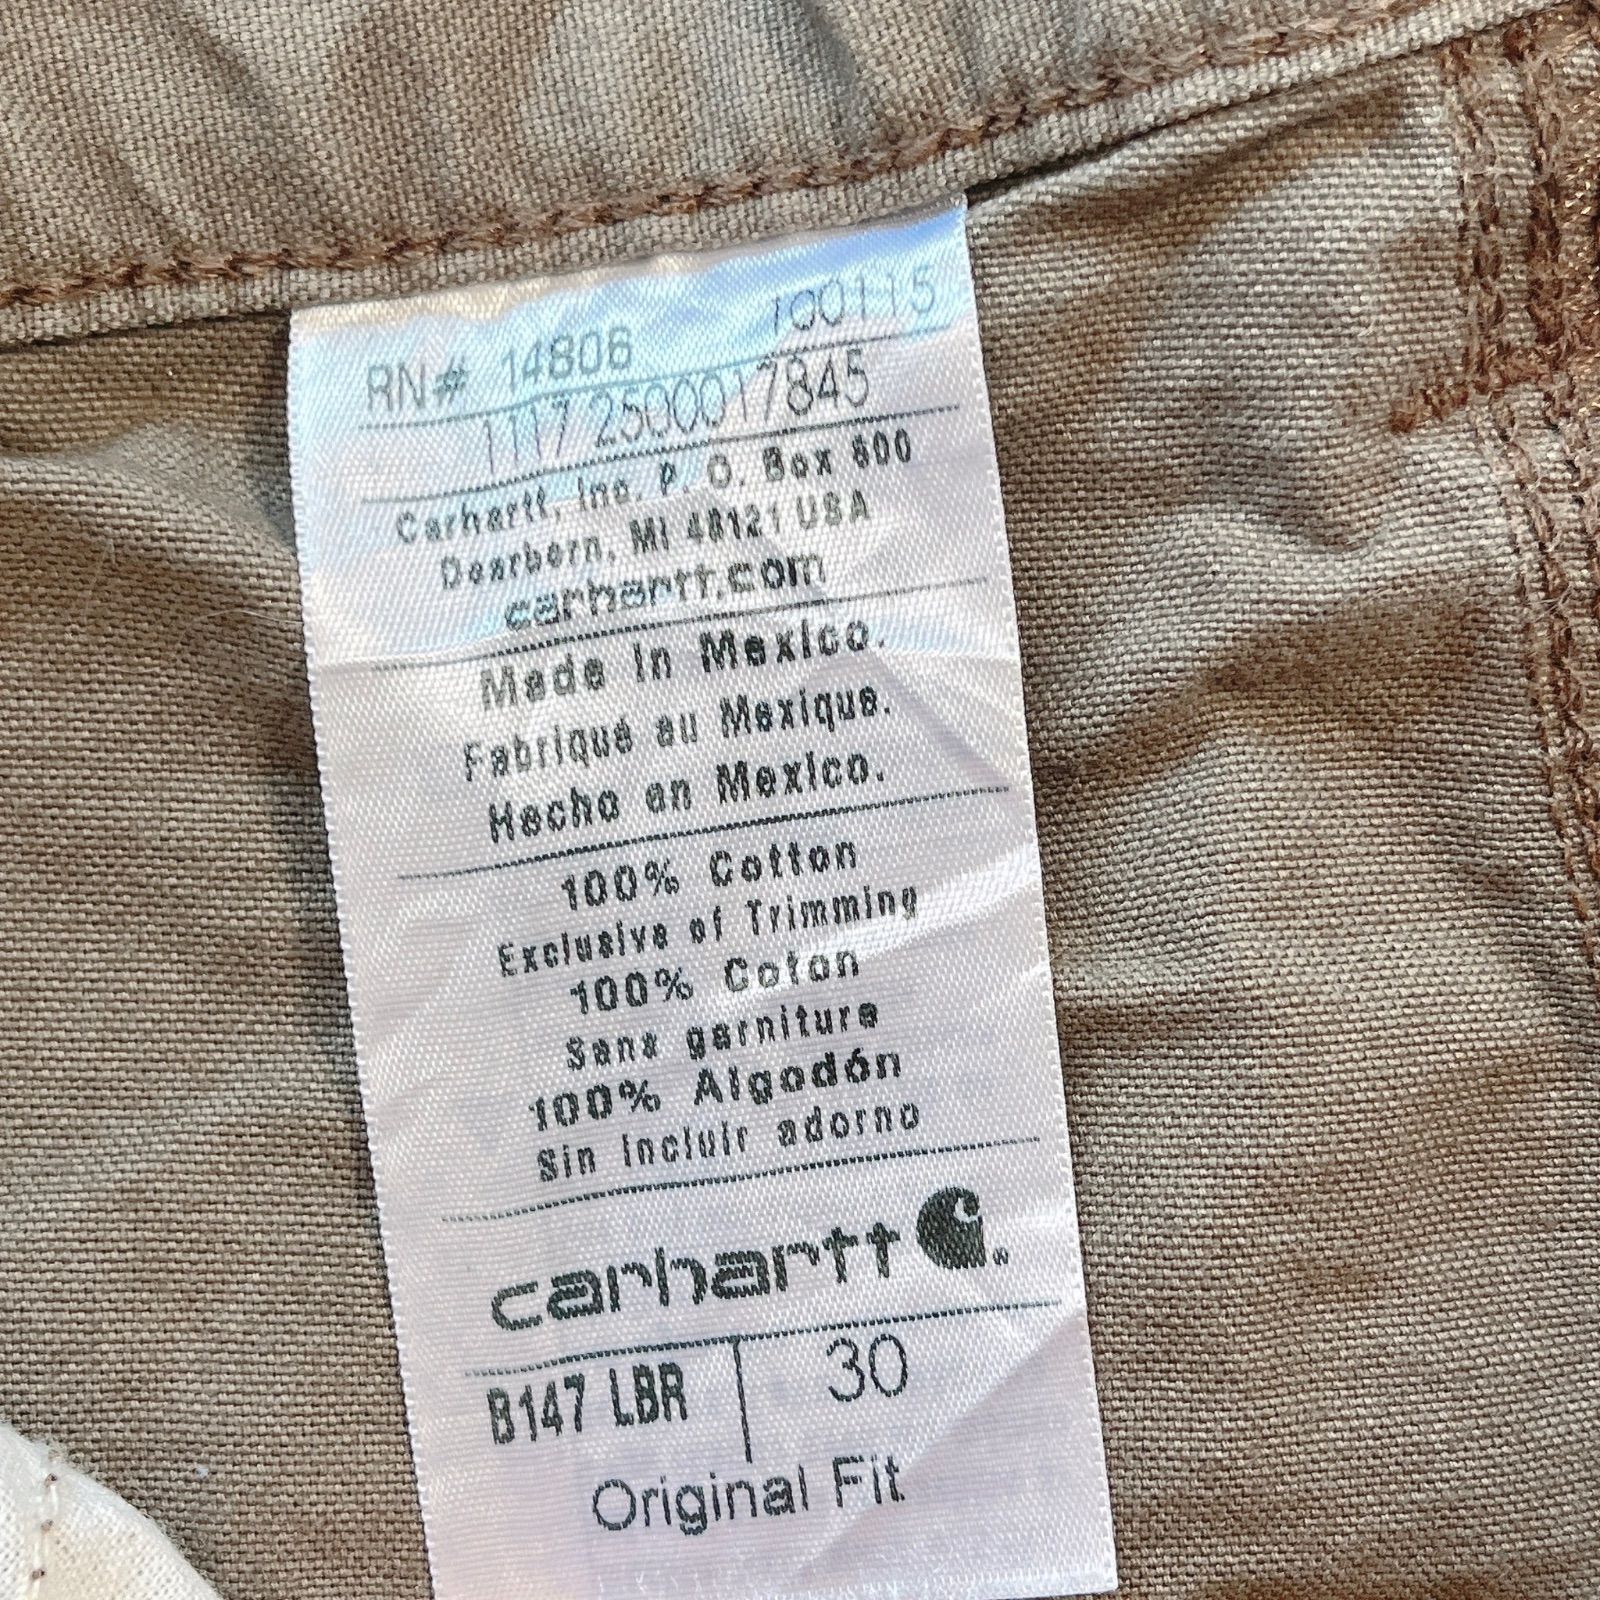 RN# 14806 100115
1117 2500017845
Carhartt, Inc. P. O. Box 600
Dearborn, MI 48121 USA
carhartt.com
Made in Mexico.
Fabriqué au Mexique.
Hecho en Mexico.
100% Cotton
Exclusive of Trimming
100% Coton
Sans garniture
100% Algodón
Sin incluir adorno
carhartt
B147 LBR 30
Original Fit